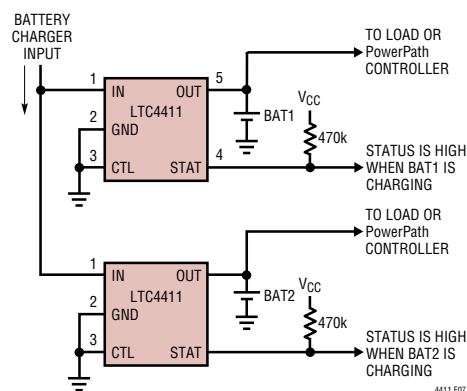 BATTERY
CHARGER
INPUT
1
IN
OUT
5
LTC4411
2
GND
3
CTL
STAT
4
BAT1
VCC
470k
TO LOAD OR
PowerPath
CONTROLLER
STATUS IS HIGH
WHEN BAT1 IS
CHARGING
1
IN
OUT
LTC4411
2
GND
3
CTL
STAT
BAT2
VCC
470k
TO LOAD OR
PowerPath
CONTROLLER
STATUS IS HIGH
WHEN BAT2 IS
CHARGING
4411 F07